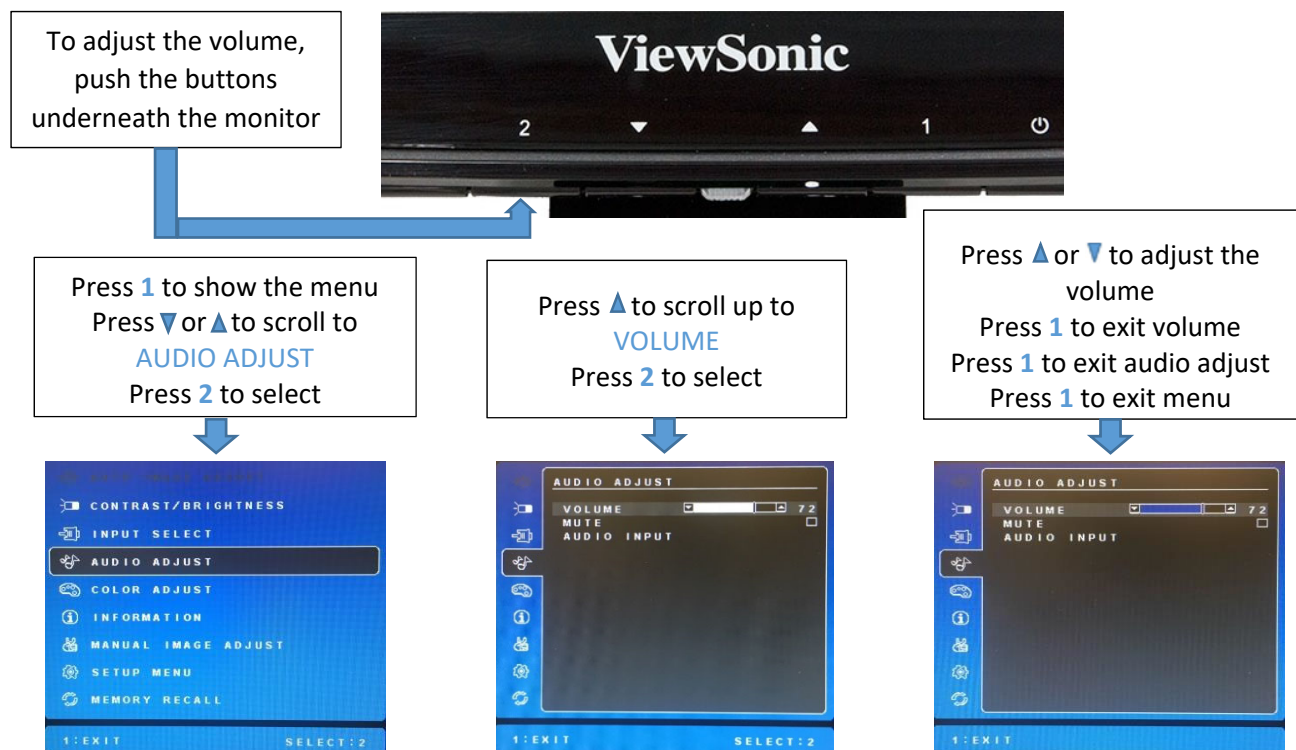 To adjust the volume,
push the buttons
underneath the monitor
ViewSonic
2 ▼ ▲ 1
Press 1 to show the menu
Press ▼ or ▲ to scroll to
AUDIO ADJUST
Press 2 to select
Press ▲ to scroll up to
VOLUME
Press 2 to select
Press ▲ or ▼ to adjust the
volume
Press 1 to exit volume
Press 1 to exit audio adjust
Press 1 to exit menu
CONTRAST/BRIGHTNESS
INPUT SELECT
AUDIO ADJUST
COLOR ADJUST
INFORMATION
MANUAL IMAGE ADJUST
SETUP MENU
MEMORY RECALL
1:EXIT SELECT:2
AUDIO ADJUST
VOLUME 72
MUTE
AUDIO INPUT
1:EXIT SELECT:2
AUDIO ADJUST
VOLUME 72
MUTE
AUDIO INPUT
1:EXIT